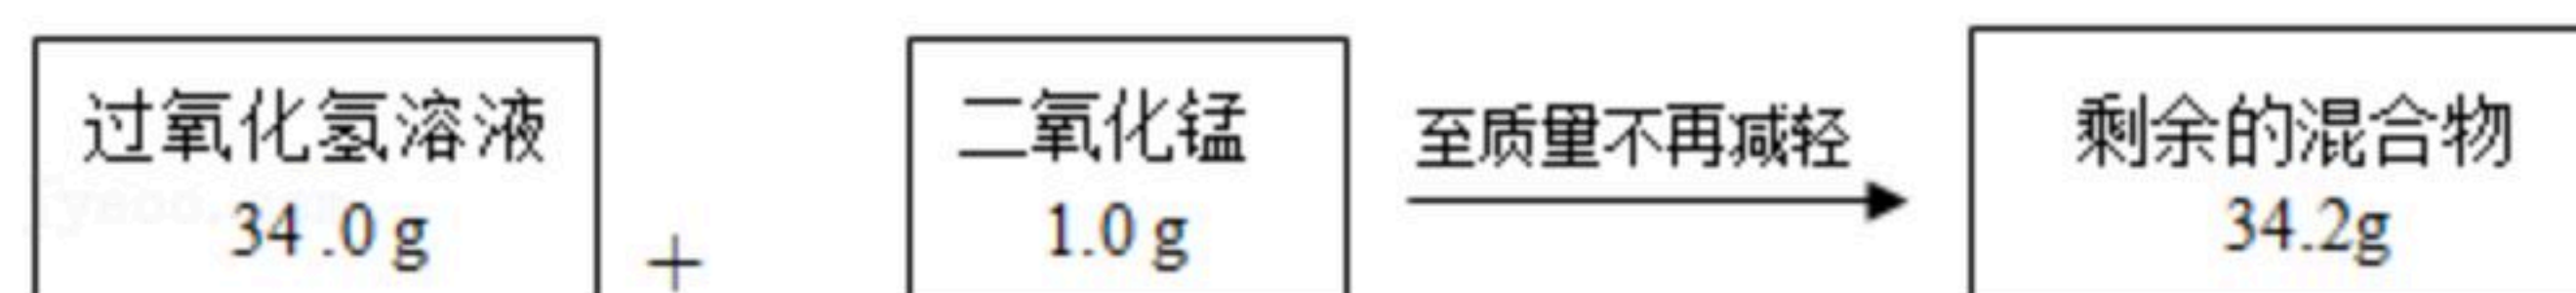 过氧化氢溶液
34.0 g
+
二氧化锰
1.0 g
至质量不再减轻
剩余的混合物
34.2g